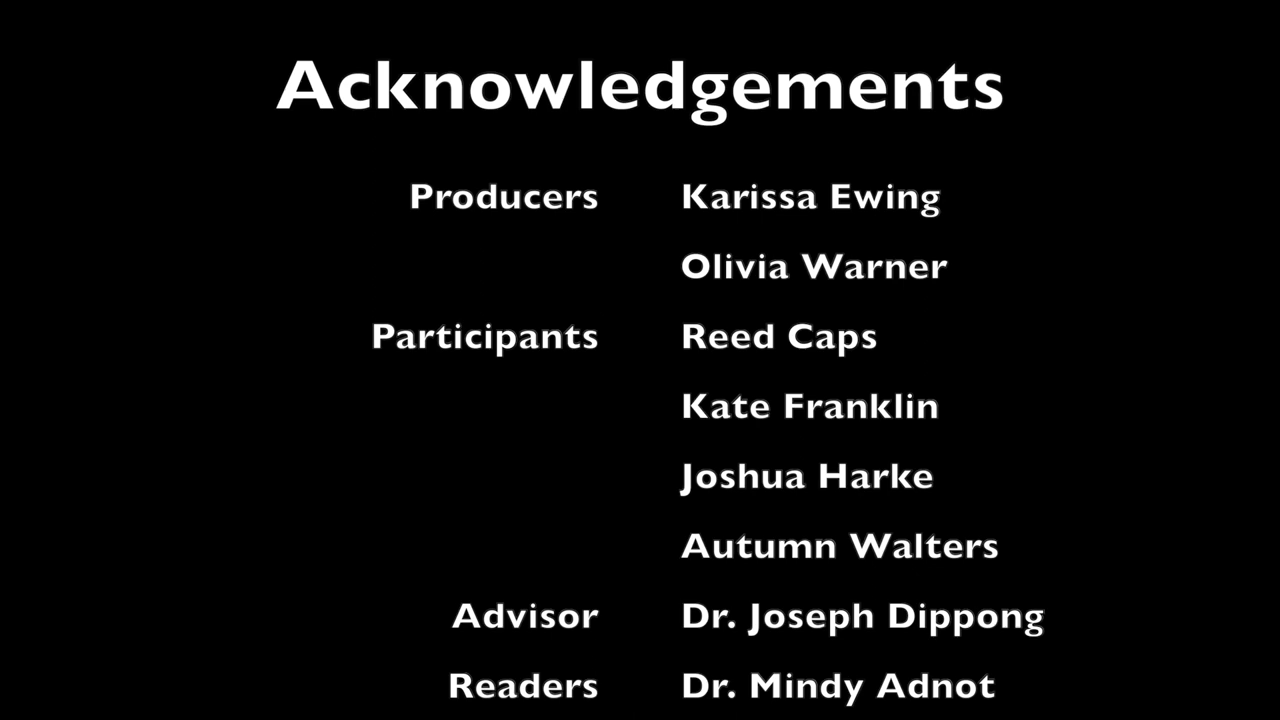 Acknowledgements
Producers Karissa Ewing
Olivia Warner
Participants Reed Caps
Kate Franklin
Joshua Harke
Autumn Walters
Advisor Dr. Joseph Dippong
Readers Dr. Mindy Adnot